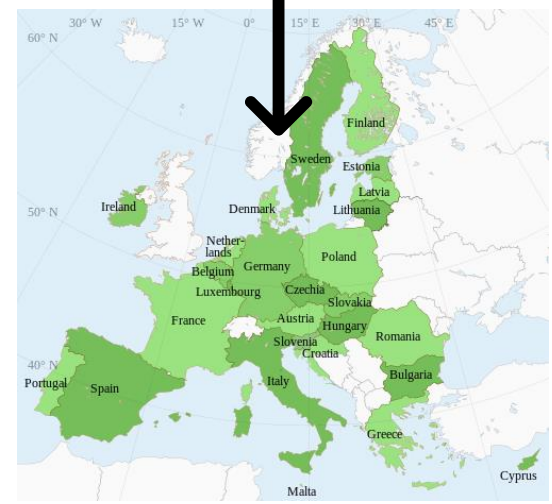 30° W
15° W
0°
15° E
30° E
45° E
60° N
Finland
Sweden
Estonia
Latvia
Lithuania
Ireland
Denmark
50° N
Nether-
lands
Belgium
Germany
Poland
Luxembourg
Czechia
Slovakia
France
Austria
Hungary
Slovenia
Romania
Croatia
40° N
Portugal
Spain
Italy
Bulgaria
Greece
Cyprus
Malta